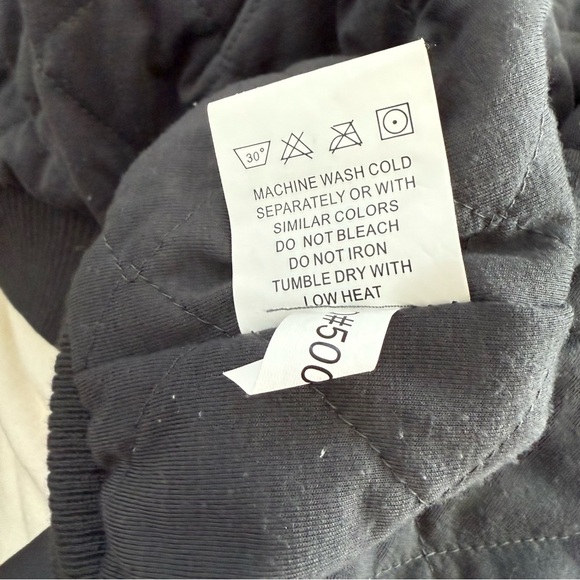 30°
MACHINE WASH COLD
SEPARATELY OR WITH
SIMILAR COLORS
DO NOT BLEACH
DO NOT IRON
TUMBLE DRY WITH
LOW HEAT
#500